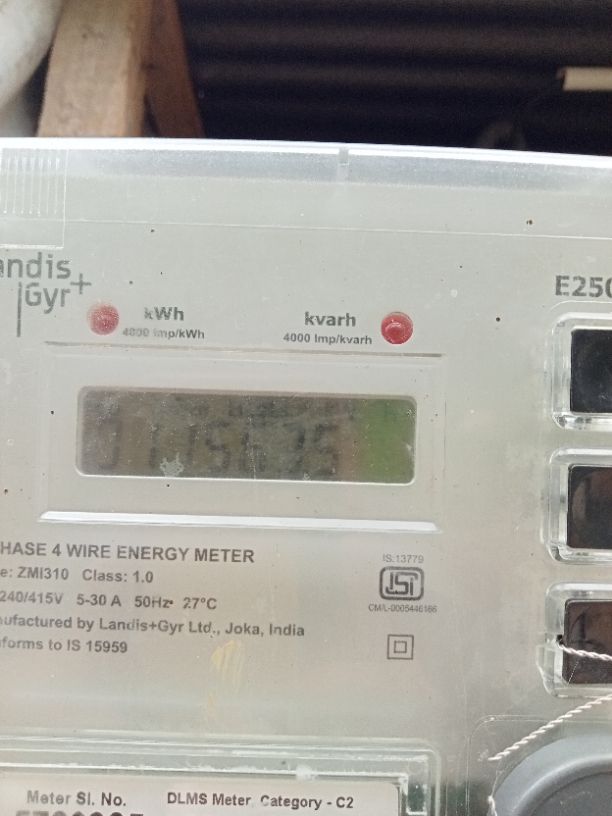 andis
Gyr+
E250
kWh
4000 Imp/kWh
kvarh
4000 Imp/kvarh
HASE 4 WIRE ENERGY METER
e: ZMI310 Class: 1.0
240/415V 5-30 A 50Hz 27°C
nufactured by Landis+Gyr Ltd., Joka, India
forms to IS 15959
IS:13779
ISI
CM/L-0005446166
Meter Sl. No.
DLMS Meter, Category - C2